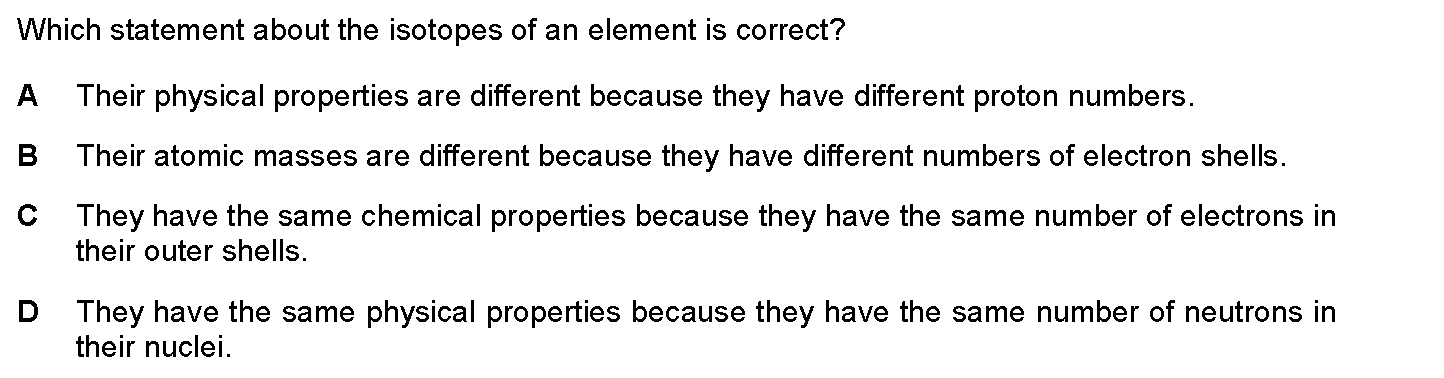 Which statement about the isotopes of an element is correct?
A Their physical properties are different because they have different proton numbers.
B Their atomic masses are different because they have different numbers of electron shells.
C They have the same chemical properties because they have the same number of electrons in
their outer shells.
D They have the same physical properties because they have the same number of neutrons in
their nuclei.